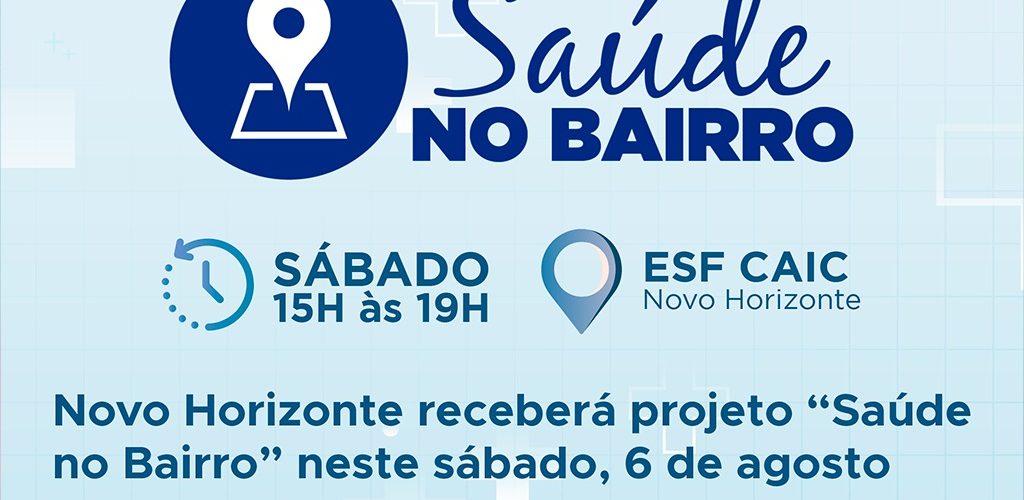 Saúde
NO BAIRRO
SÁBADO
15H às 19H
ESF CAIC
Novo Horizonte
Novo Horizonte receberá projeto “Saúde
no Bairro” neste sábado, 6 de agosto